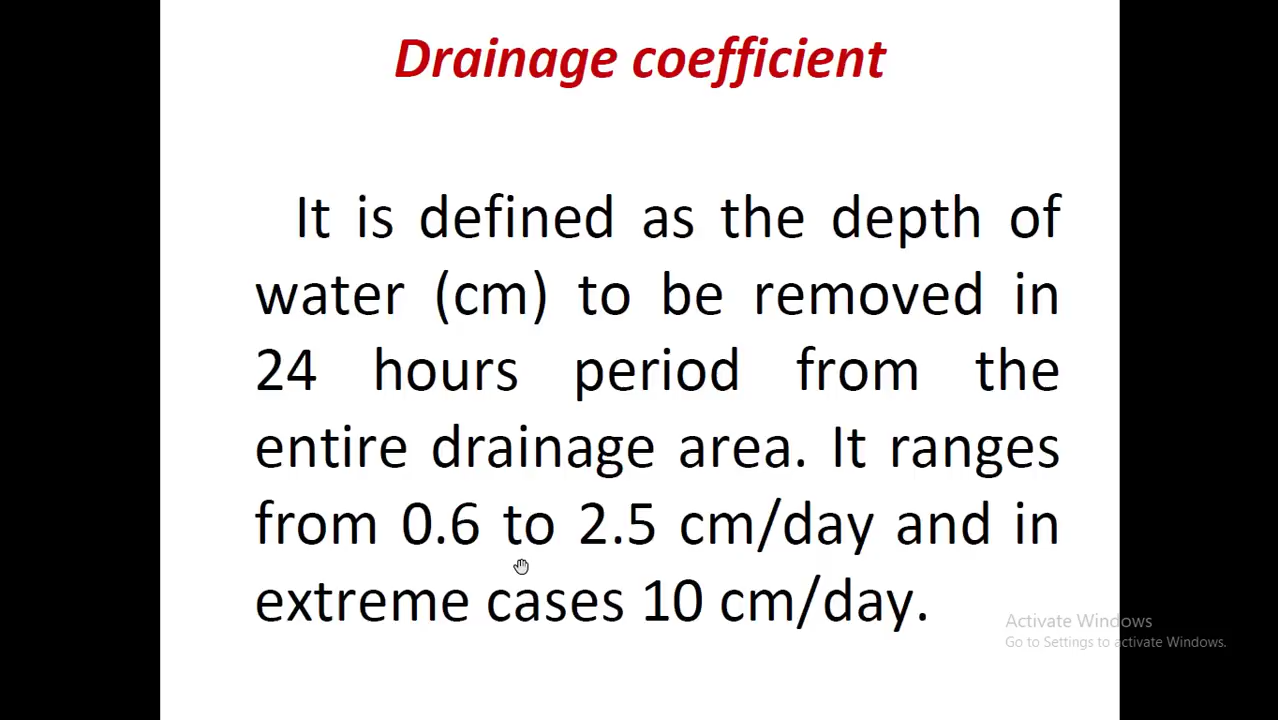 Drainage coefficient
It is defined as the depth of
water (cm) to be removed in
24 hours period from the
entire drainage area. It ranges
from 0.6 to 2.5 cm/day and in
extreme cases 10 cm/day.
Activate Windows
Go to Settings to activate Windows.